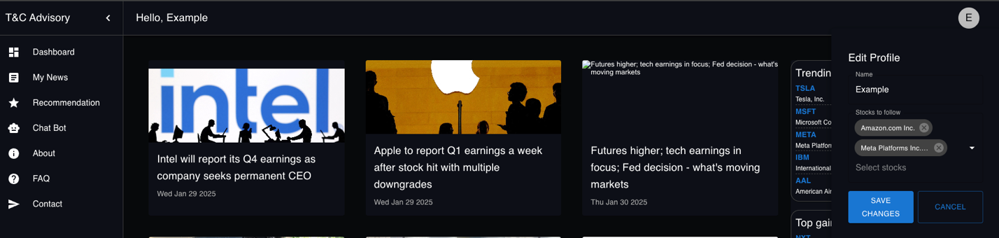 T&C Advisory
Hello, Example
E
Dashboard
My News
Recommendation
Chat Bot
About
FAQ
Contact
intel
Intel will report its Q4 earnings as
company seeks permanent CEO
Wed Jan 29 2025
Apple to report Q1 earnings a week
after stock hit with multiple
downgrades
Wed Jan 29 2025
Futures higher; tech earnings in focus; Fed decision - what's
moving markets
Futures higher; tech earnings in
focus; Fed decision - what's moving
markets
Thu Jan 30 2025
Trendin
TSLA
Tesla, Inc.
MSFT
Microsoft Co
META
Meta Platfor
IBM
International
AAL
American Air
Top gai
NXT
Edit Profile
Name
Example
Stocks to follow
Amazon.com Inc.
Meta Platforms Inc....
Select stocks
SAVE
CHANGES
CANCEL